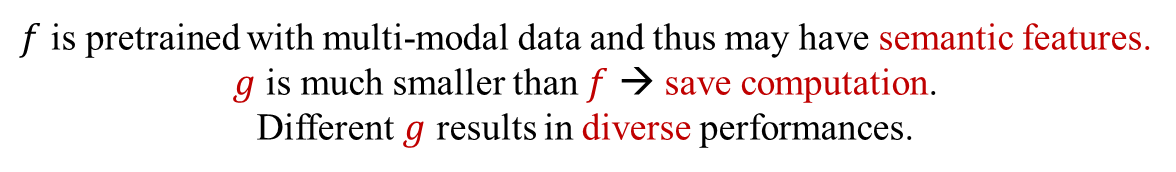 f is pretrained with multi-modal data and thus may have semantic features.
g is much smaller than f → save computation.
Different g results in diverse performances.